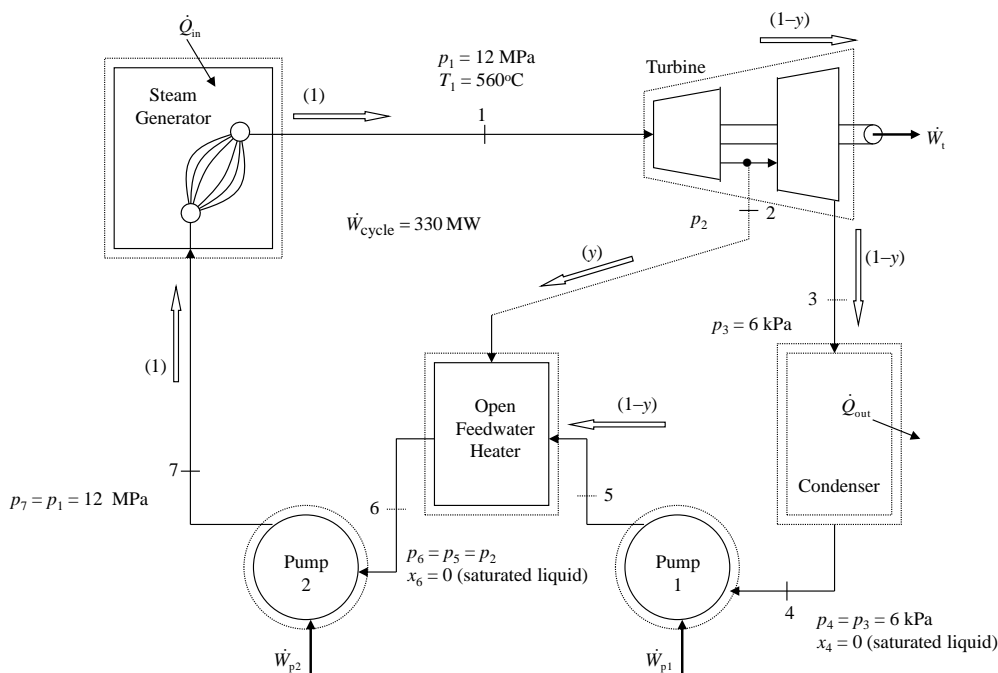 Q̇in
Steam
Generator
(1)
p1 = 12 MPa
T1 = 560°C
1
(1–y)
Turbine
Ẇt
Ẇcycle = 330 MW
p2
2
(y)
(1–y)
3
p3 = 6 kPa
(1)
Open
Feedwater
Heater
(1–y)
Q̇out
Condenser
7
p7 = p1 = 12 MPa
6
5
Pump
2
p6 = p5 = p2
x6 = 0 (saturated liquid)
Pump
1
4
p4 = p3 = 6 kPa
x4 = 0 (saturated liquid)
Ẇp2
Ẇp1